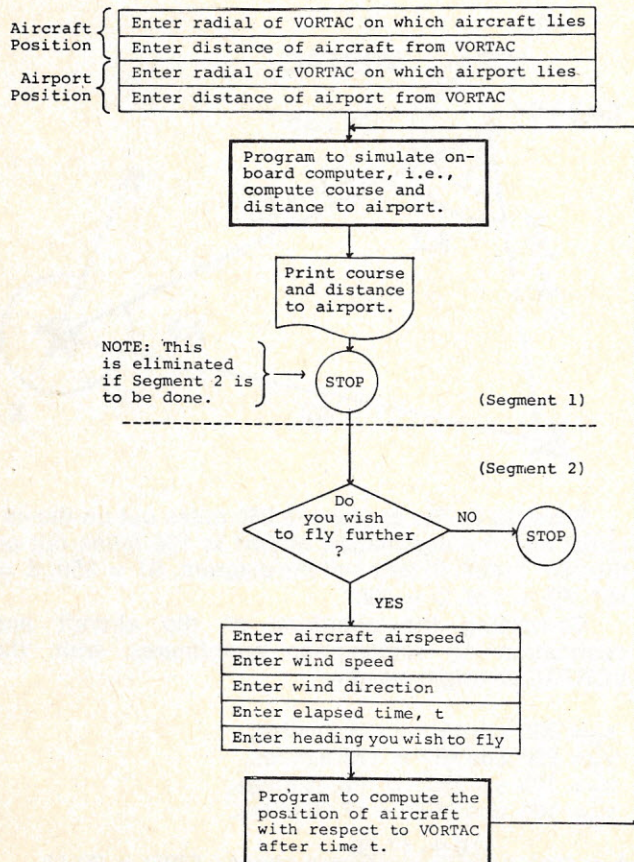 Aircraft
Position
Enter radial of VORTAC on which aircraft lies
Enter distance of aircraft from VORTAC
Airport
Position
Enter radial of VORTAC on which airport lies
Enter distance of airport from VORTAC
Program to simulate on-
board computer, i.e.,
compute course and
distance to airport.
Print course
and distance
to airport.
NOTE: This
is eliminated
if Segment 2 is
to be done.
STOP
(Segment 1)
(Segment 2)
Do
you wish
to fly further
?
NO
STOP
YES
Enter aircraft airspeed
Enter wind speed
Enter wind direction
Enter elapsed time, t
Enter heading you wish to fly
Program to compute the
position of aircraft
with respect to VORTAC
after time t.